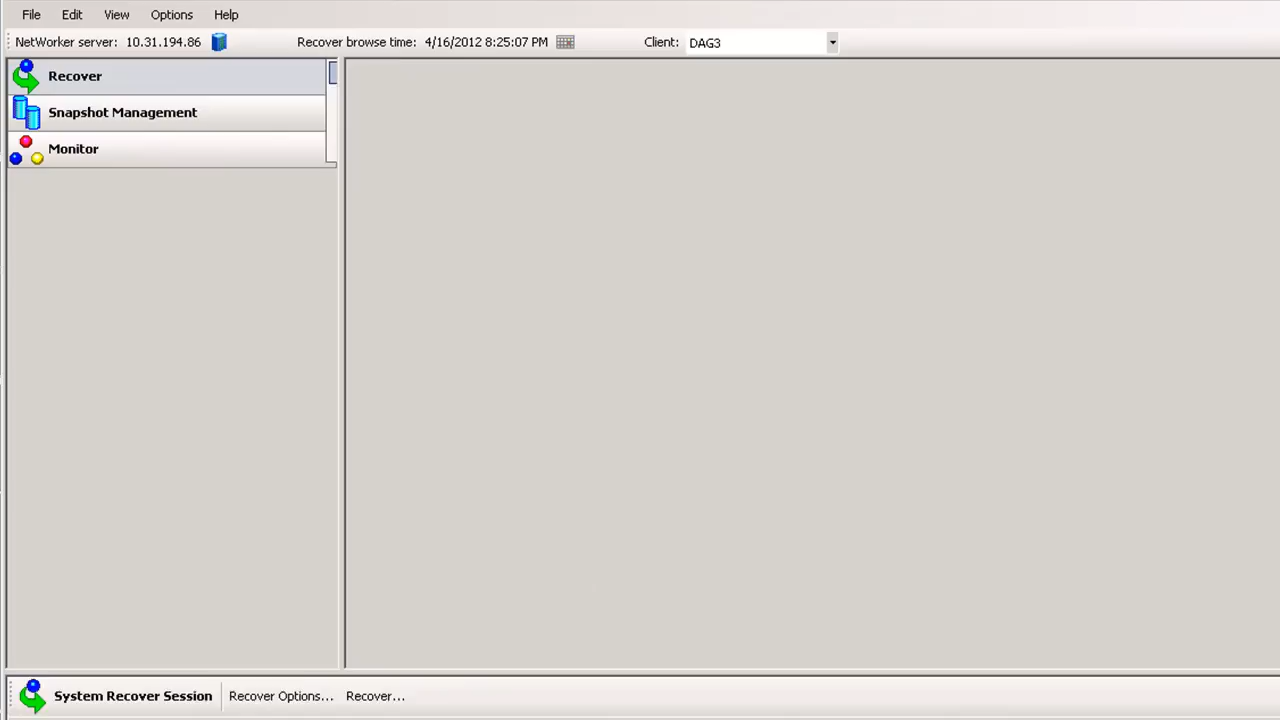 File Edit View Options Help
NetWorker server: 10.31.194.86 Recover browse time: 4/16/2012 8:25:07 PM Client: DAG3
Recover
Snapshot Management
Monitor
System Recover Session Recover Options... Recover...